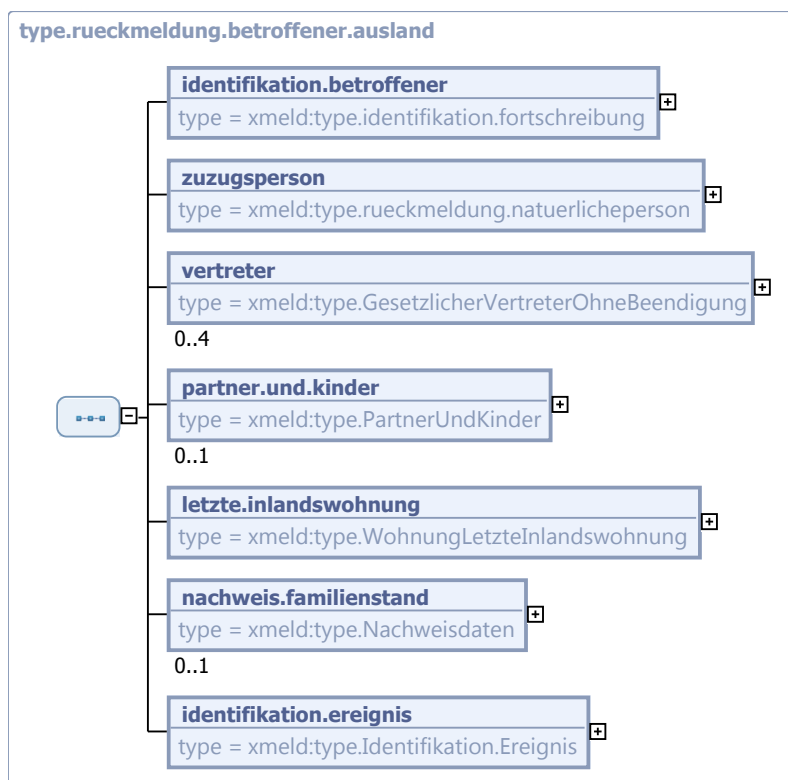 type.rueckmeldung.betroffener.ausland
identifikation.betroffener
type = xmeld:type.identifikation.fortschreibung
zuzugsperson
type = xmeld:type.rueckmeldung.natuerlicheperson
vertreter
type = xmeld:type.GesetzlicherVertreterOhneBeendigung
0..4
partner.und.kinder
type = xmeld:type.PartnerUndKinder
0..1
letzte.inlandswohnung
type = xmeld:type.WohnungLetzteInlandswohnung
nachweis.familienstand
type = xmeld:type.Nachweisdaten
0..1
identifikation.ereignis
type = xmeld:type.Identifikation.Ereignis